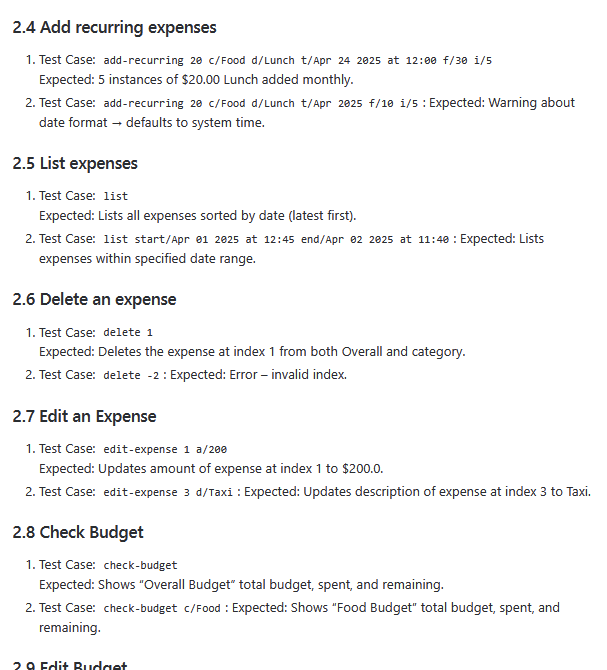 2.4 Add recurring expenses
1. Test Case: add-recurring 20 c/Food d/Lunch t/Apr 24 2025 at 12:00 f/30 i/5
Expected: 5 instances of $20.00 Lunch added monthly.
2. Test Case: add-recurring 20 c/Food d/Lunch t/Apr 2025 f/10 i/5 : Expected: Warning about
date format → defaults to system time.
2.5 List expenses
1. Test Case: list
Expected: Lists all expenses sorted by date (latest first).
2. Test Case: list start/Apr 01 2025 at 12:45 end/Apr 02 2025 at 11:40 : Expected: Lists
expenses within specified date range.
2.6 Delete an expense
1. Test Case: delete 1
Expected: Deletes the expense at index 1 from both Overall and category.
2. Test Case: delete -2 : Expected: Error – invalid index.
2.7 Edit an Expense
1. Test Case: edit-expense 1 a/200
Expected: Updates amount of expense at index 1 to $200.0.
2. Test Case: edit-expense 3 d/Taxi : Expected: Updates description of expense at index 3 to Taxi.
2.8 Check Budget
1. Test Case: check-budget
Expected: Shows “Overall Budget” total budget, spent, and remaining.
2. Test Case: check-budget c/Food : Expected: Shows “Food Budget” total budget, spent, and
remaining.
2.9 Edit Budget